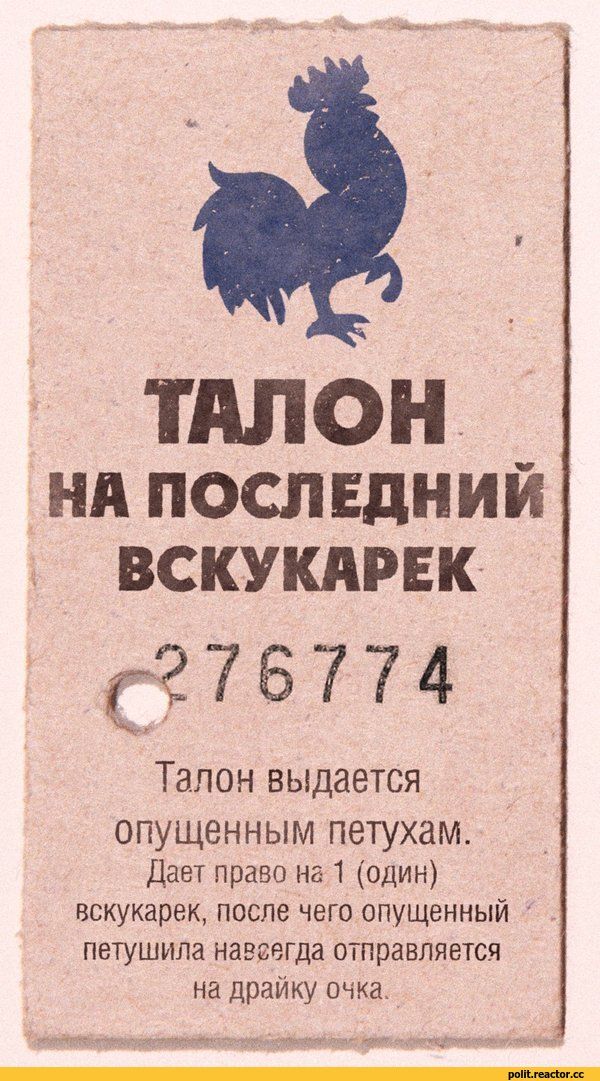 ТАЛОН
НА ПОСЛЕДНИЙ
ВСКУКАРЕК
276774
Талон выдается
опущенным петухам.
Дает право на 1 (один)
вскукарек, после чего опущенный
петушила навсегда отправляется
на драйку очка.
polit.reactor.cc